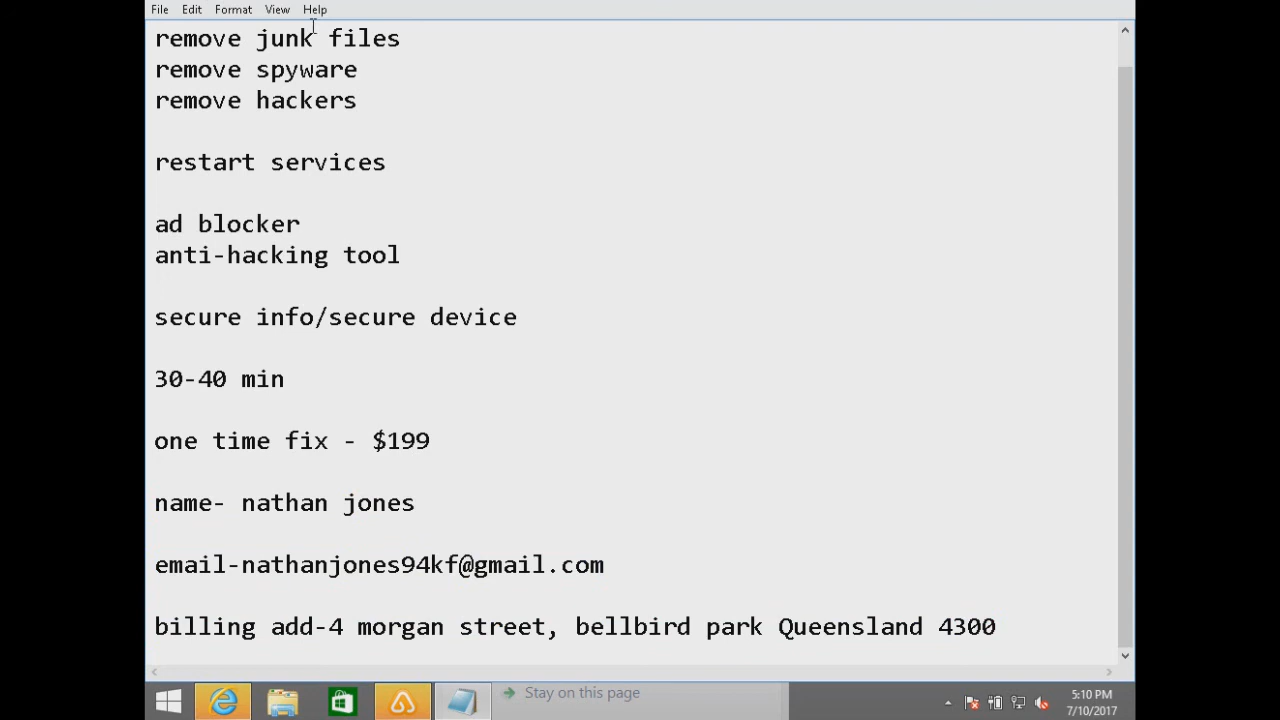 File Edit Format View Help
remove junk files
remove spyware
remove hackers
restart services
ad blocker
anti-hacking tool
secure info/secure device
30-40 min
one time fix - $199
name- nathan jones
email-nathanjones94kf@gmail.com
billing add-4 morgan street, bellbird park Queensland 4300
Stay on this page
5:10 PM
7/10/2017